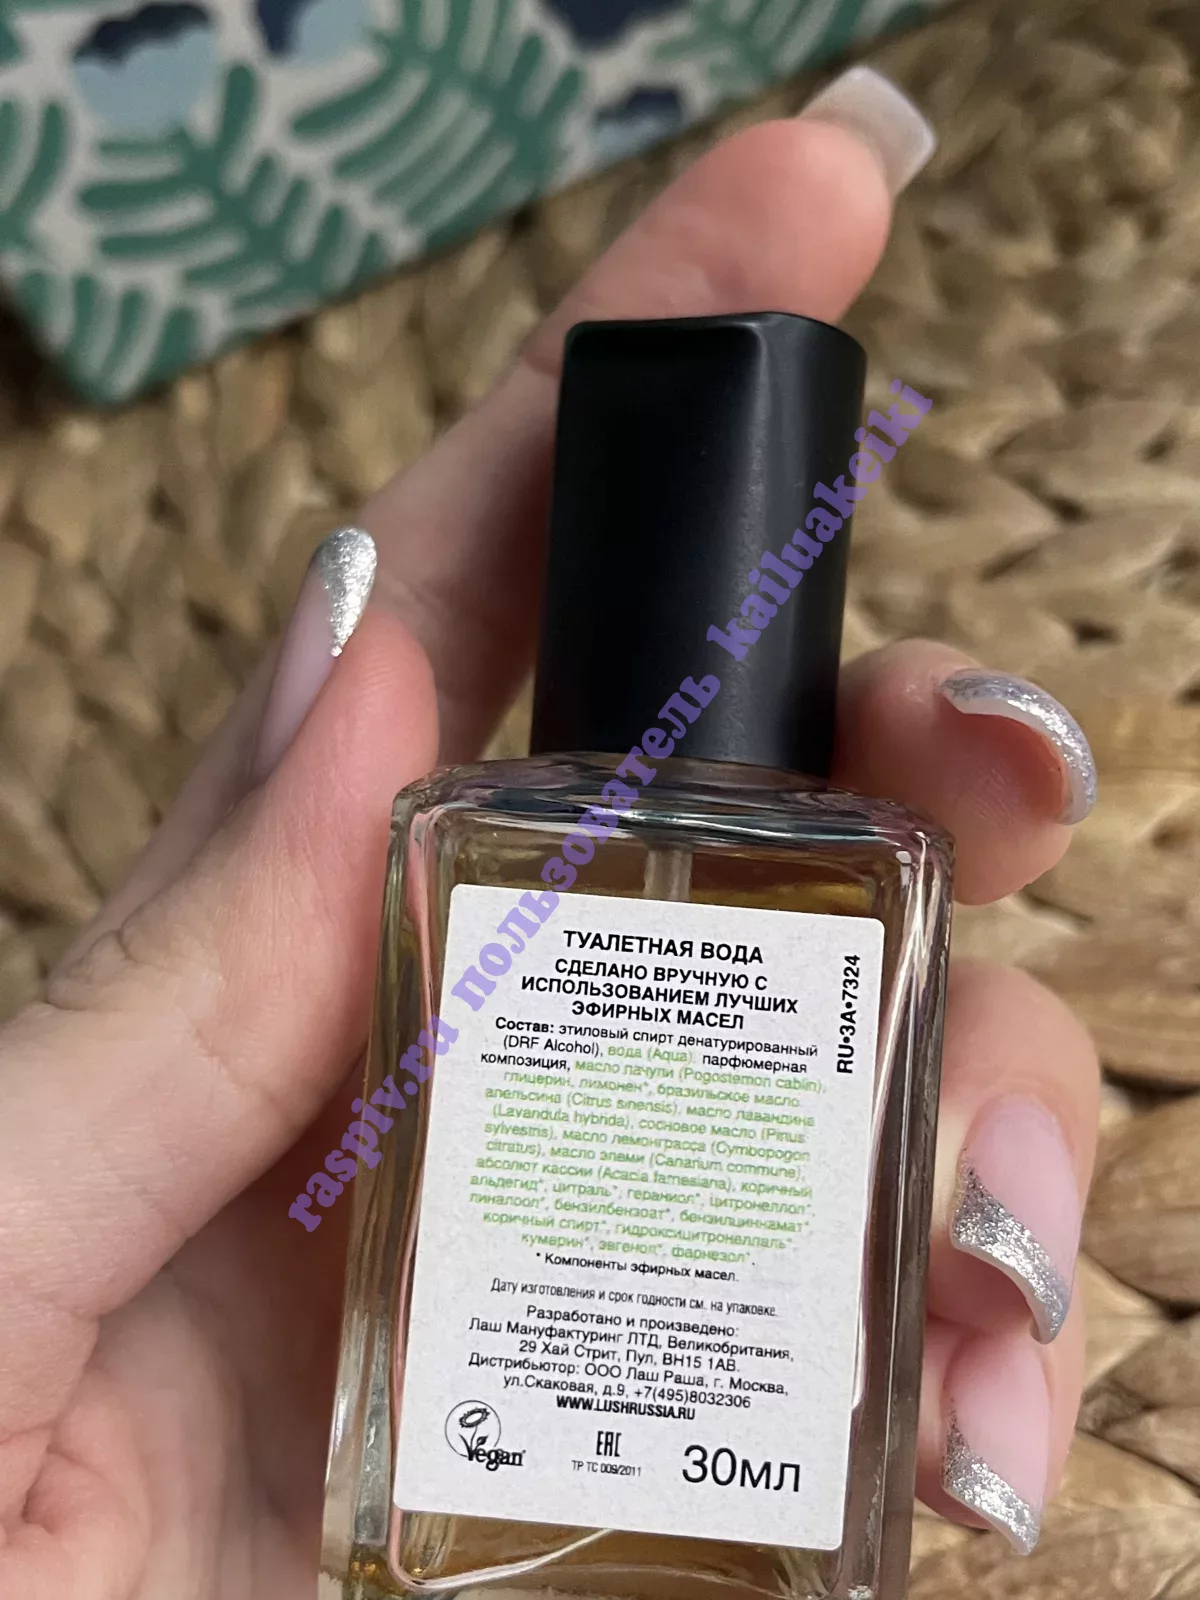 ТУАЛЕТНАЯ ВОДА
СДЕЛАНО ВРУЧНУЮ С
ИСПОЛЬЗОВАНИЕМ ЛУЧШИХ
ЭФИРНЫХ МАСЕЛ
Состав: этиловый спирт денатурированный
(DRF Alcohol), вода (Aqua), парфюмерная
композиция, масло пачули (Pogostemon cablin),
глицерин, лимонен*, бразильское масло
апельсина (Citrus sinensis), масло лавандина
(Lavandula hybrida), сосновое масло (Pinus
sylvestris), масло лемонграсса (Cymbopogon
citratus), масло элеми (Canarium commune),
абсолют кассии (Acacia farnesiana), коричный
альдегид*, цитраль*, гераниол*, цитронеллол*,
линалоол*, бензилбензоат*, бензилциннамат*,
коричный спирт*, гидроксицитронеллаль*,
кумарин*, эвгенол*, фарнезол*.
* Компоненты эфирных масел.
Дату изготовления и срок годности см. на упаковке.
Разработано и произведено:
Лаш Мануфактуринг ЛТД, Великобритания,
29 Хай Стрит, Пул, BH15 1AB.
Дистрибьютор: ООО Лаш Раша, г. Москва,
ул.Скаковая, д.9, +7(495)8032306
WWW.LUSHRUSSIA.RU
Vegan
EAC
ТР ТС 009/2011
30МЛ
RU•3A•7324
raspiv.ru пользователь kailuakeiki